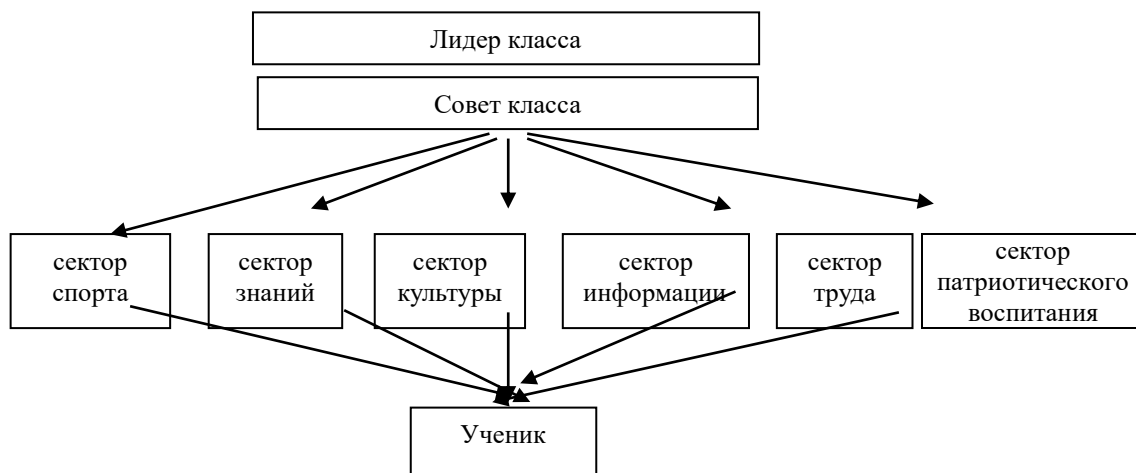 Лидер класса
Совет класса
сектор
спорта
сектор
знаний
сектор
культуры
сектор
информации
сектор
труда
сектор
патриотического
воспитания
Ученик